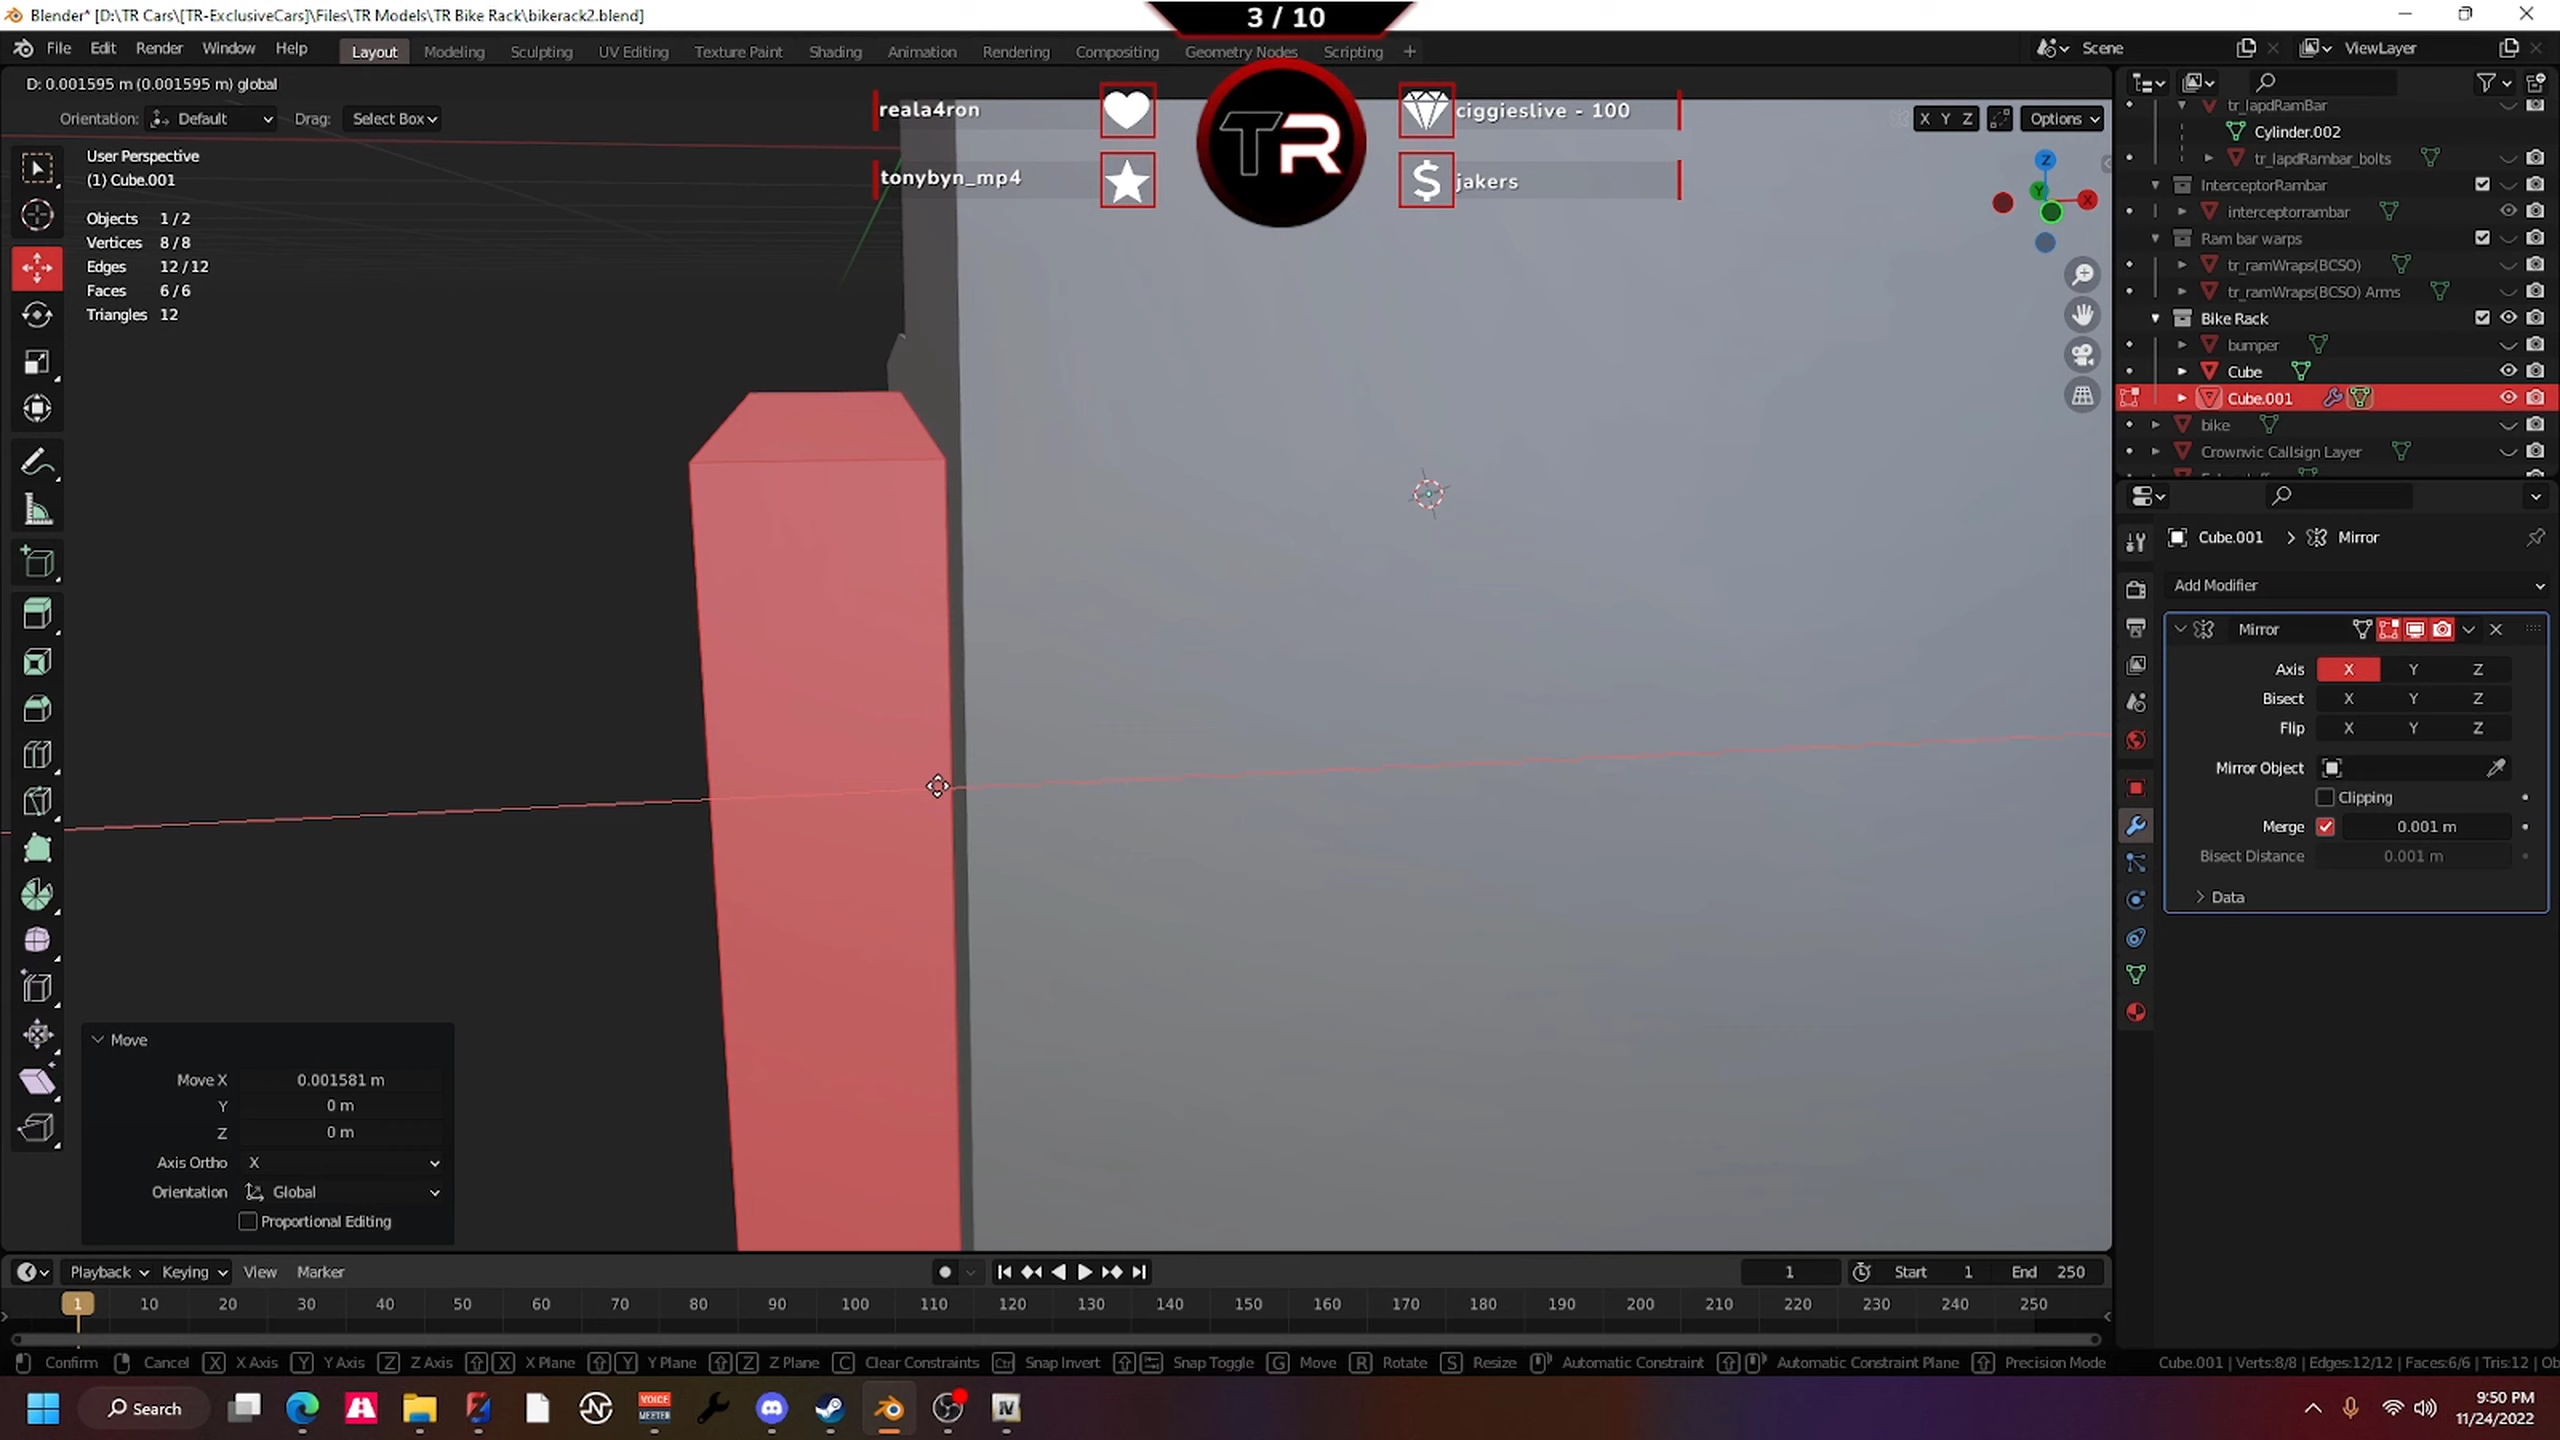 Blender* [D:\TR Cars\[TR-ExclusiveCars]\Files\TR Models\TR Bike Rack\bikerack2.blend]
3 / 10
File Edit Render Window Help
Layout Modeling Sculpting UV Editing Texture Paint Shading Animation Rendering Compositing Geometry Nodes Scripting +
Scene
ViewLayer
D: 0.001595 m (0.001595 m) global
Orientation: Default Drag: Select Box
X Y Z Options
reala4ron
tonybyn_mp4
TR
ciggieslive - 100
$ jakers
User Perspective
(1) Cube.001
Objects 1 / 2
Vertices 8 / 8
Edges 12 / 12
Faces 6 / 6
Triangles 12
Z
Y
X
tr_lapdRamBar
Cylinder.002
tr_lapdRambar_bolts
InterceptorRambar
interceptorrambar
Ram bar warps
tr_ramWraps(BCSO)
tr_ramWraps(BCSO) Arms
Bike Rack
bumper
Cube
Cube.001
bike
Crownvic Callsign Layer
Cube.001 > Mirror
Add Modifier
Mirror
Axis X Y Z
Bisect X Y Z
Flip X Y Z
Mirror Object
Clipping
Merge 0.001 m
Bisect Distance 0.001 m
Data
Move
Move X 0.001581 m
Y 0 m
Z 0 m
Axis Ortho X
Orientation Global
Proportional Editing
Playback Keying View Marker
1 Start 1 End 250
1 10 20 30 40 50 60 70 80 90 100 110 120 130 140 150 160 170 180 190 200 210 220 230 240 250
Confirm Cancel X X Axis Y Y Axis Z Z Axis X X Plane Y Y Plane Z Z Plane C Clear Constraints Ctrl Snap Invert Snap Toggle G Move R Rotate S Resize Automatic Constraint Automatic Constraint Plane Precision Mode
Cube.001 | Verts:8/8 | Edges:12/12 | Faces:6/6 | Tris:12 | Ob
Search
VOICE
MEETER
IV
9:50 PM
11/24/2022